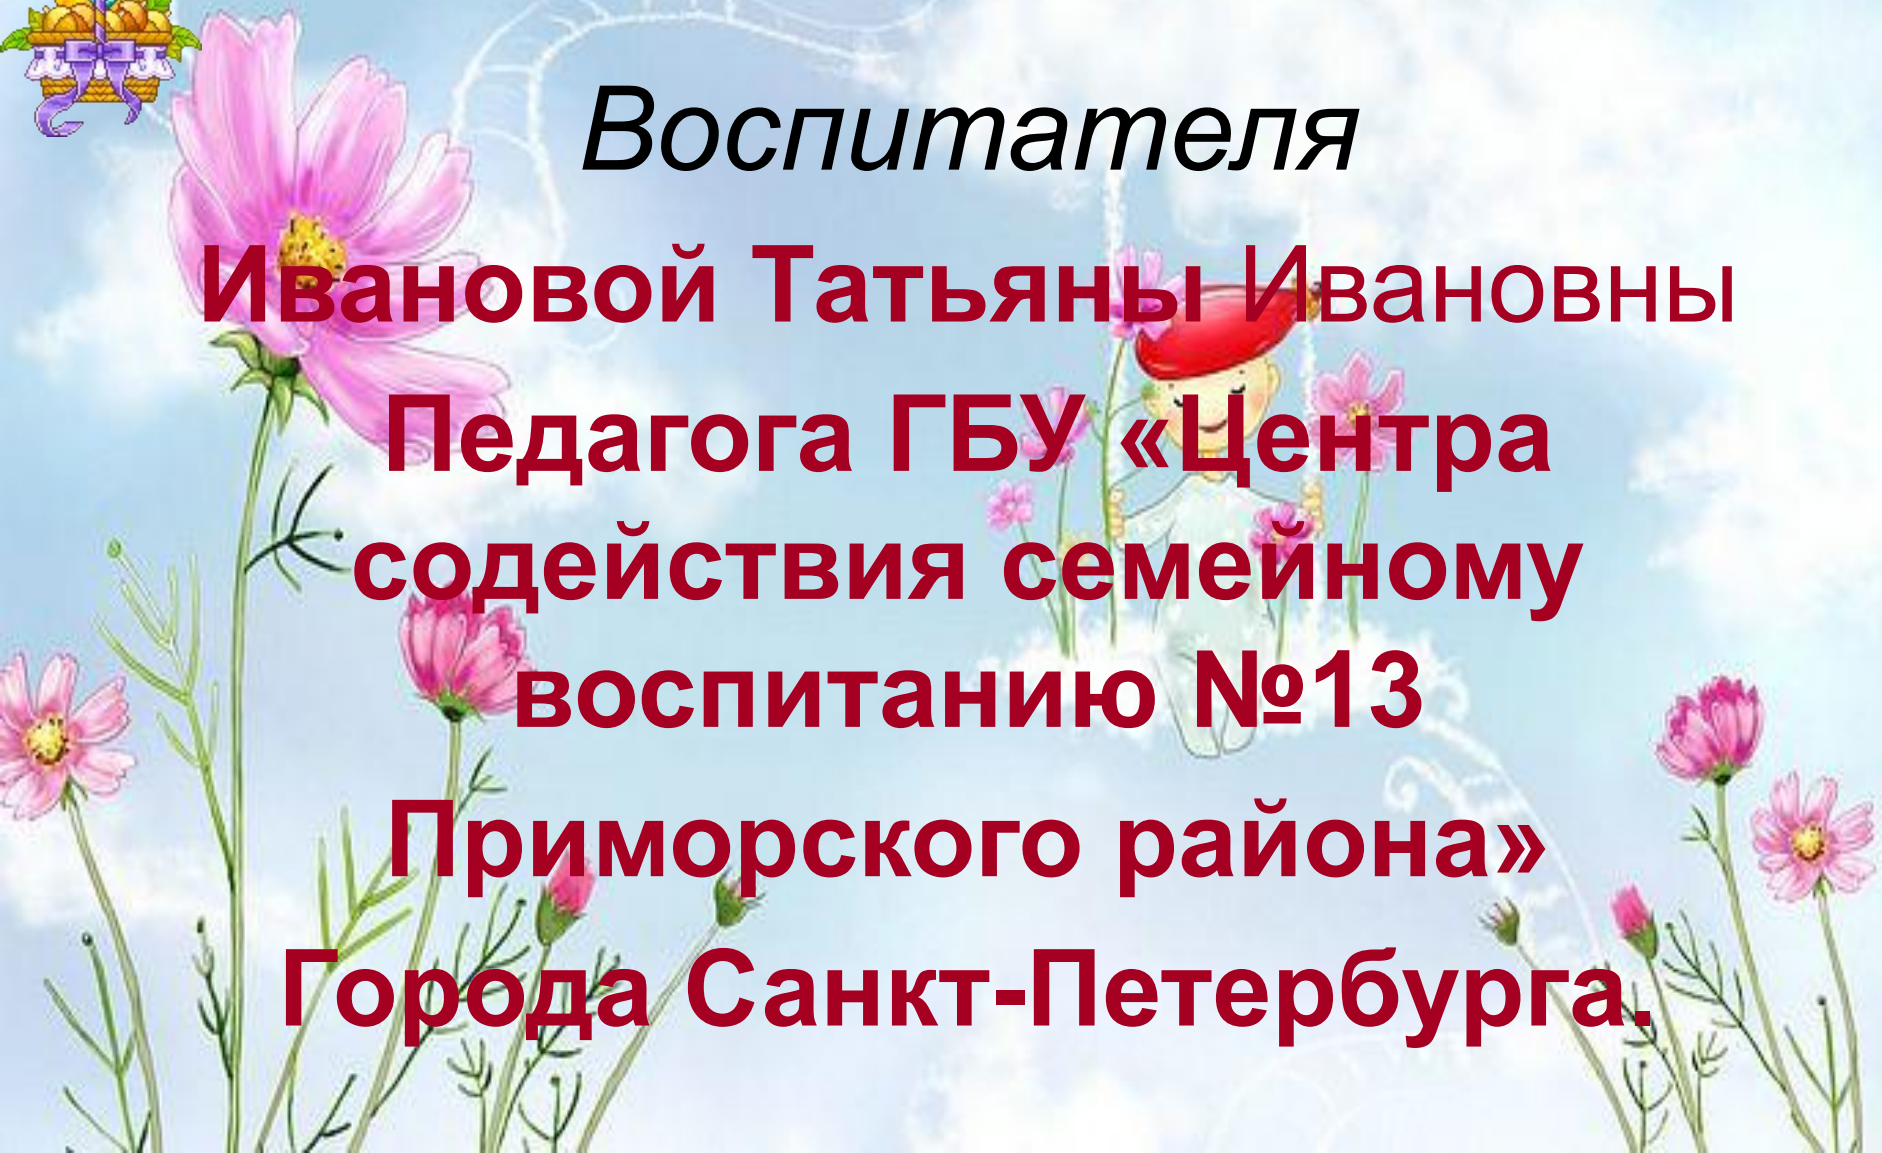 Воспитателя
Ивановой Татьяны Ивановны
Педагога ГБУ «Центра
содействия семейному
воспитанию №13
Приморского района»
Города Санкт-Петербурга.